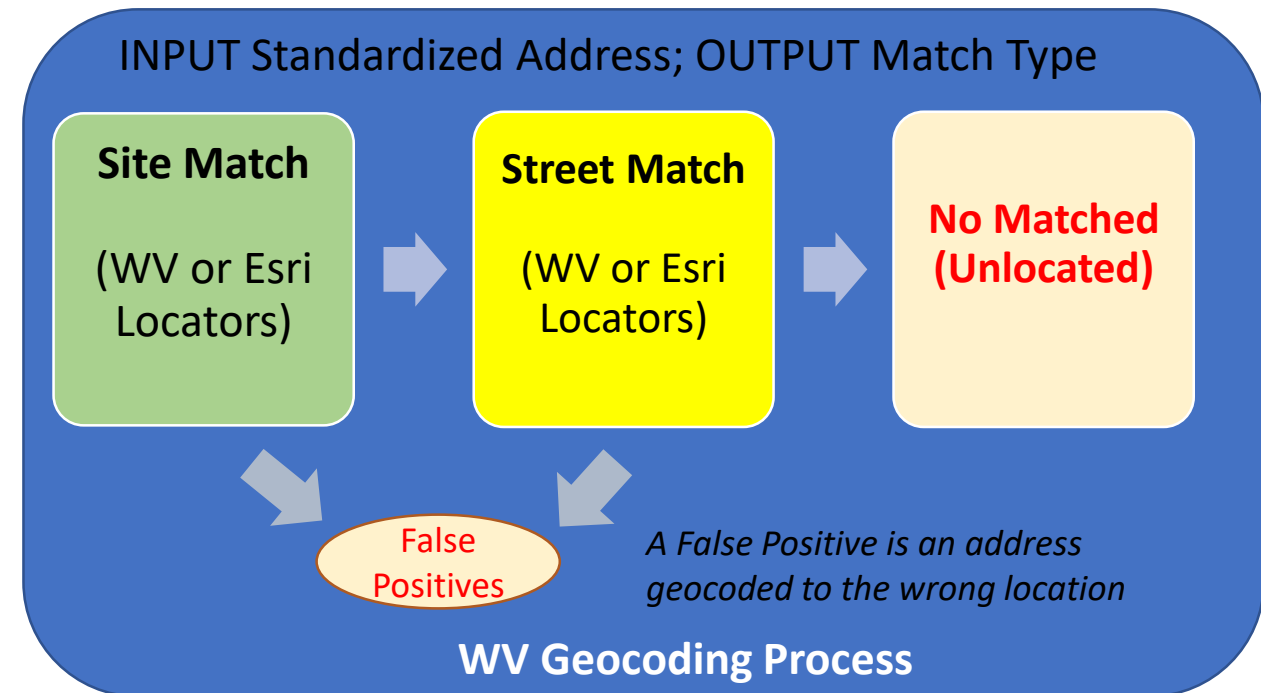 INPUT Standardized Address; OUTPUT Match Type
Site Match
(WV or Esri
Locators)
Street Match
(WV or Esri
Locators)
No Matched
(Unlocated)
False
Positives
A False Positive is an address
geocoded to the wrong location
WV Geocoding Process